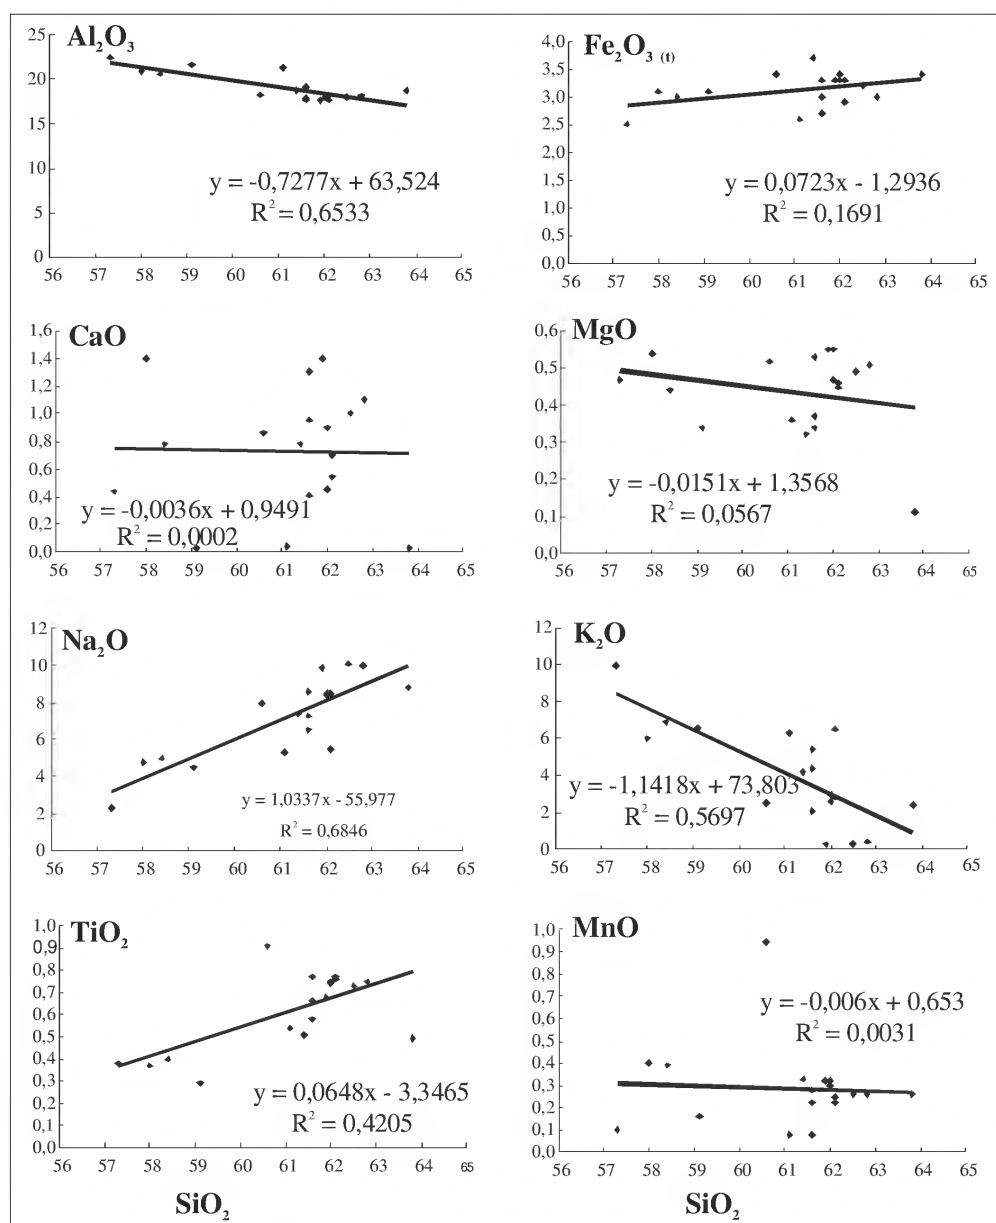 Al₂O₃
25
20
15
10
5
0
56 57 58 59 60 61 62 63 64 65
y = -0,7277x + 63,524
R² = 0,6533
Fe₂O₃ (t)
4,0
3,5
3,0
2,5
2,0
1,5
1,0
0,5
0,0
56 57 58 59 60 61 62 63 64 65
y = 0,0723x - 1,2936
R² = 0,1691
CaO
1,6
1,4
1,2
1,0
0,8
0,6
0,4
0,2
0,0
56 57 58 59 60 61 62 63 64 65
y = -0,0036x + 0,9491
R² = 0,0002
MgO
0,6
0,5
0,4
0,3
0,2
0,1
0,0
56 57 58 59 60 61 62 63 64 65
y = -0,0151x + 1,3568
R² = 0,0567
Na₂O
12
10
8
6
4
2
0
56 57 58 59 60 61 62 63 64 65
y = 1,0337x - 55,977
R² = 0,6846
K₂O
12
10
8
6
4
2
0
56 57 58 59 60 61 62 63 64 65
y = -1,1418x + 73,803
R² = 0,5697
TiO₂
1,0
0,9
0,8
0,7
0,6
0,5
0,4
0,3
0,2
0,1
0,0
56 57 58 59 60 61 62 63 64 65
y = 0,0648x - 3,3465
R² = 0,4205
SiO₂
MnO
1,0
0,9
0,8
0,7
0,6
0,5
0,4
0,3
0,2
0,1
0,0
56 57 58 59 60 61 62 63 64 65
y = -0,006x + 0,653
R² = 0,0031
SiO₂